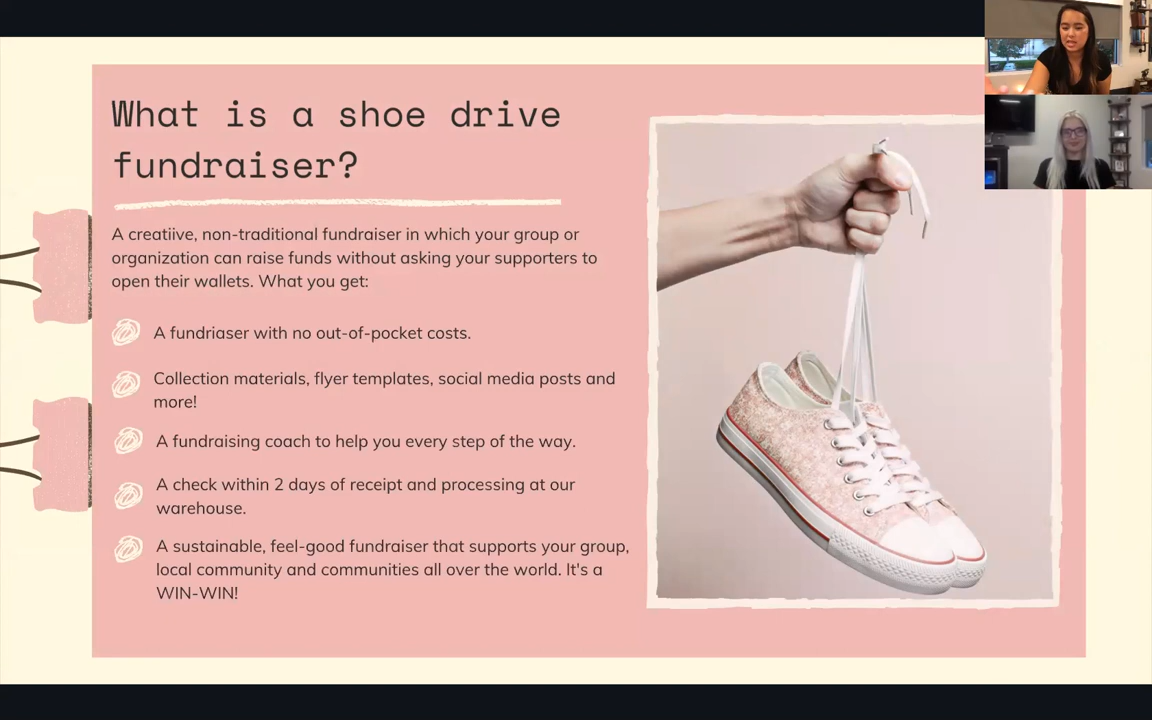 What is a shoe drive
fundraiser?
A creatiive, non-traditional fundraiser in which your group or
organization can raise funds without asking your supporters to
open their wallets. What you get:
A fundriaser with no out-of-pocket costs.
Collection materials, flyer templates, social media posts and
more!
A fundraising coach to help you every step of the way.
A check within 2 days of receipt and processing at our
warehouse.
A sustainable, feel-good fundraiser that supports your group,
local community and communities all over the world. It's a
WIN-WIN!